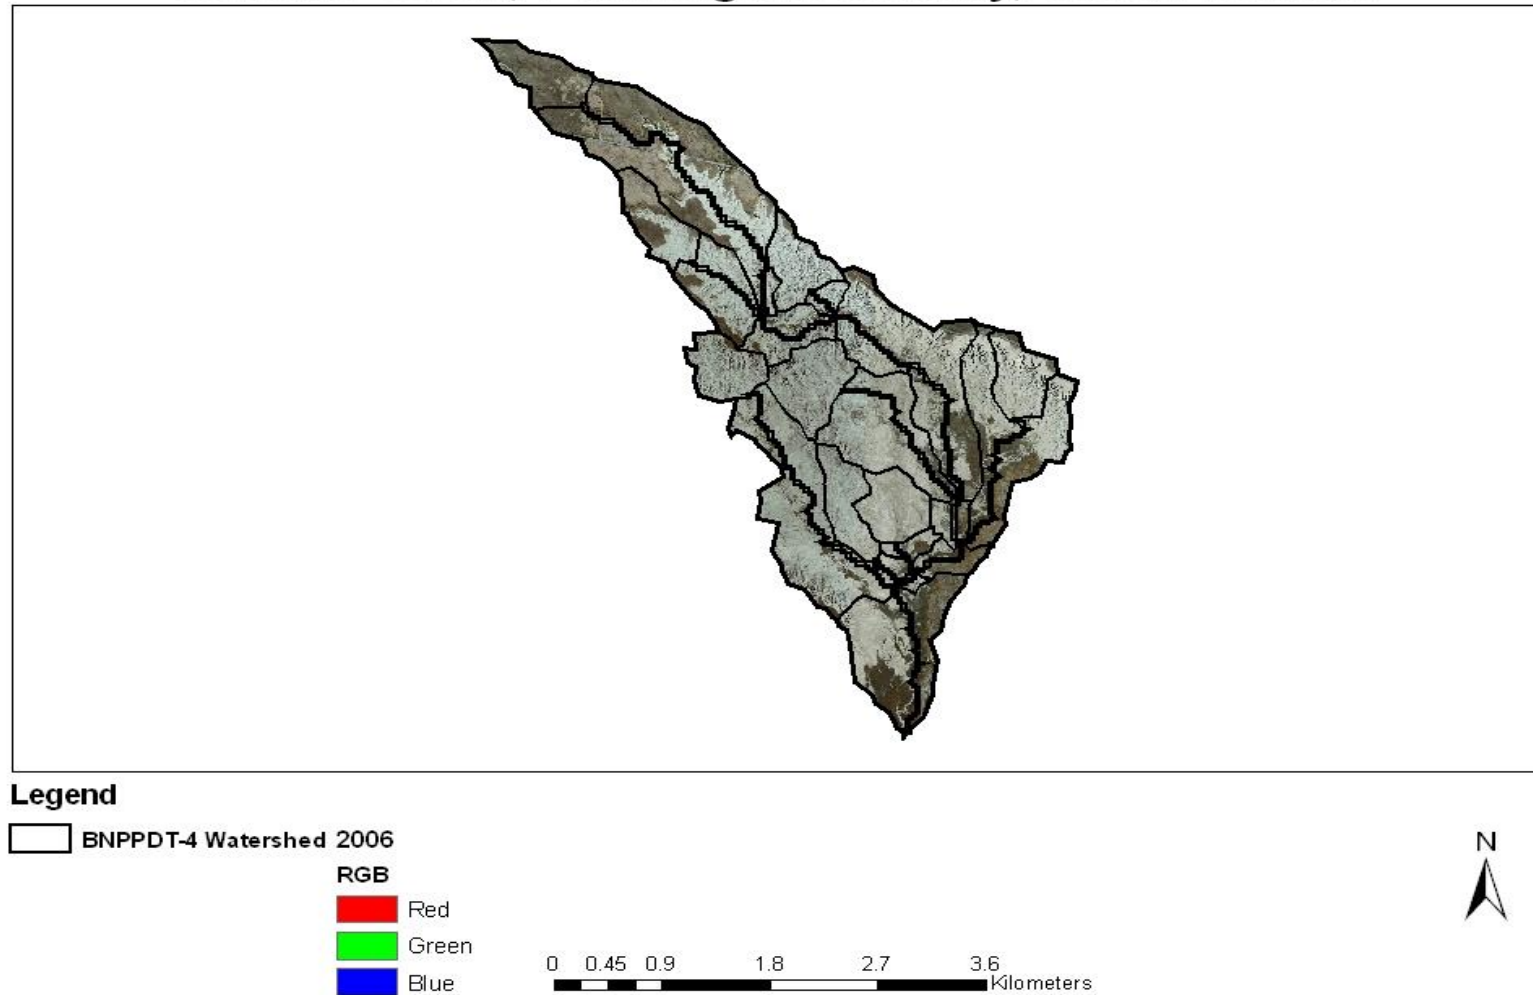 Legend
BNPPDT-4 Watershed 2006
RGB
Red
Green
Blue
0 0.45 0.9 1.8 2.7 3.6
Kilometers
N